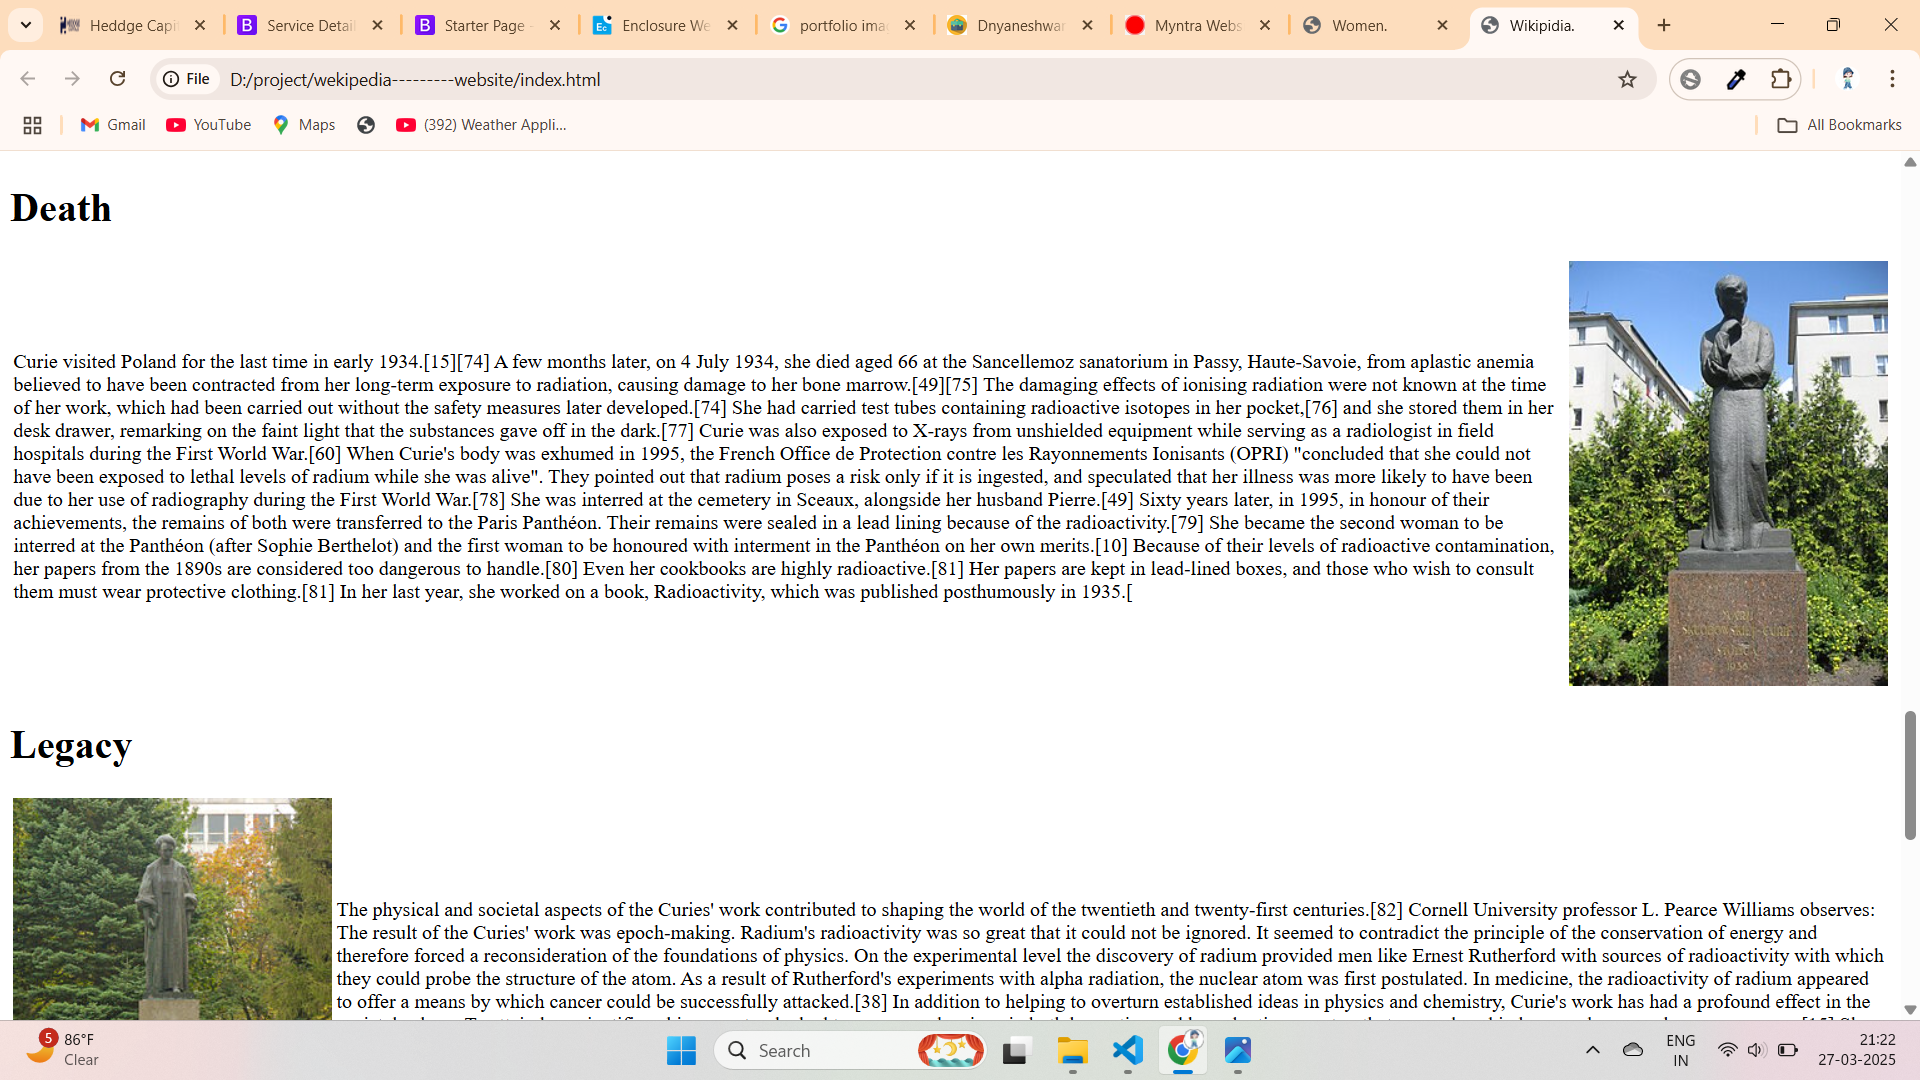 Heddge Capi
Service Detail
Starter Page -
Enclosure We
portfolio ima
Dnyaneshwar
Myntra Webs
Women.
Wikipidia.
File
D:/project/wekipedia---------website/index.html
Gmail
YouTube
Maps
(392) Weather Appli...
All Bookmarks
Death
Curie visited Poland for the last time in early 1934.[15][74] A few months later, on 4 July 1934, she died aged 66 at the Sancellemoz sanatorium in Passy, Haute-Savoie, from aplastic anemia
believed to have been contracted from her long-term exposure to radiation, causing damage to her bone marrow.[49][75] The damaging effects of ionising radiation were not known at the time
of her work, which had been carried out without the safety measures later developed.[74] She had carried test tubes containing radioactive isotopes in her pocket,[76] and she stored them in her
desk drawer, remarking on the faint light that the substances gave off in the dark.[77] Curie was also exposed to X-rays from unshielded equipment while serving as a radiologist in field
hospitals during the First World War.[60] When Curie's body was exhumed in 1995, the French Office de Protection contre les Rayonnements Ionisants (OPRI) "concluded that she could not
have been exposed to lethal levels of radium while she was alive". They pointed out that radium poses a risk only if it is ingested, and speculated that her illness was more likely to have been
due to her use of radiography during the First World War.[78] She was interred at the cemetery in Sceaux, alongside her husband Pierre.[49] Sixty years later, in 1995, in honour of their
achievements, the remains of both were transferred to the Paris Panthéon. Their remains were sealed in a lead lining because of the radioactivity.[79] She became the second woman to be
interred at the Panthéon (after Sophie Berthelot) and the first woman to be honoured with interment in the Panthéon on her own merits.[10] Because of their levels of radioactive contamination,
her papers from the 1890s are considered too dangerous to handle.[80] Even her cookbooks are highly radioactive.[81] Her papers are kept in lead-lined boxes, and those who wish to consult
them must wear protective clothing.[81] In her last year, she worked on a book, Radioactivity, which was published posthumously in 1935.[
Legacy
The physical and societal aspects of the Curies' work contributed to shaping the world of the twentieth and twenty-first centuries.[82] Cornell University professor L. Pearce Williams observes:
The result of the Curies' work was epoch-making. Radium's radioactivity was so great that it could not be ignored. It seemed to contradict the principle of the conservation of energy and
therefore forced a reconsideration of the foundations of physics. On the experimental level the discovery of radium provided men like Ernest Rutherford with sources of radioactivity with which
they could probe the structure of the atom. As a result of Rutherford's experiments with alpha radiation, the nuclear atom was first postulated. In medicine, the radioactivity of radium appeared
to offer a means by which cancer could be successfully attacked.[38] In addition to helping to overturn established ideas in physics and chemistry, Curie's work has had a profound effect in the
5
86°F
Clear
Search
ENG
IN
21:22
27-03-2025